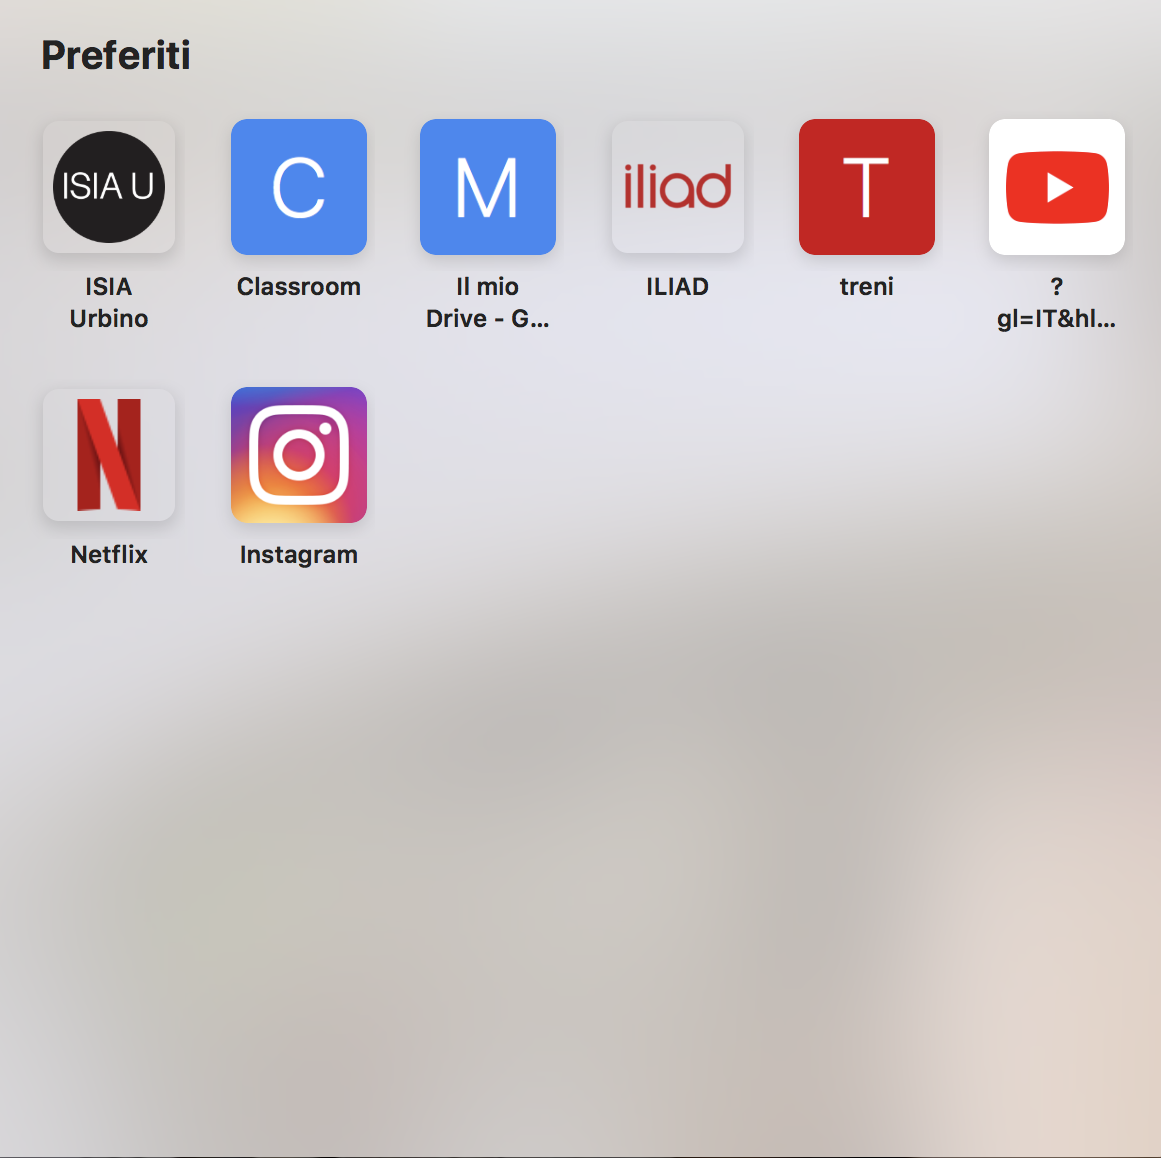 Preferiti
ISIA U
C
M
iliad
T
ISIA
Urbino
Classroom
Il mio
Drive - G...
ILIAD
treni
?
gl=IT&hl...
N
Netflix
Instagram